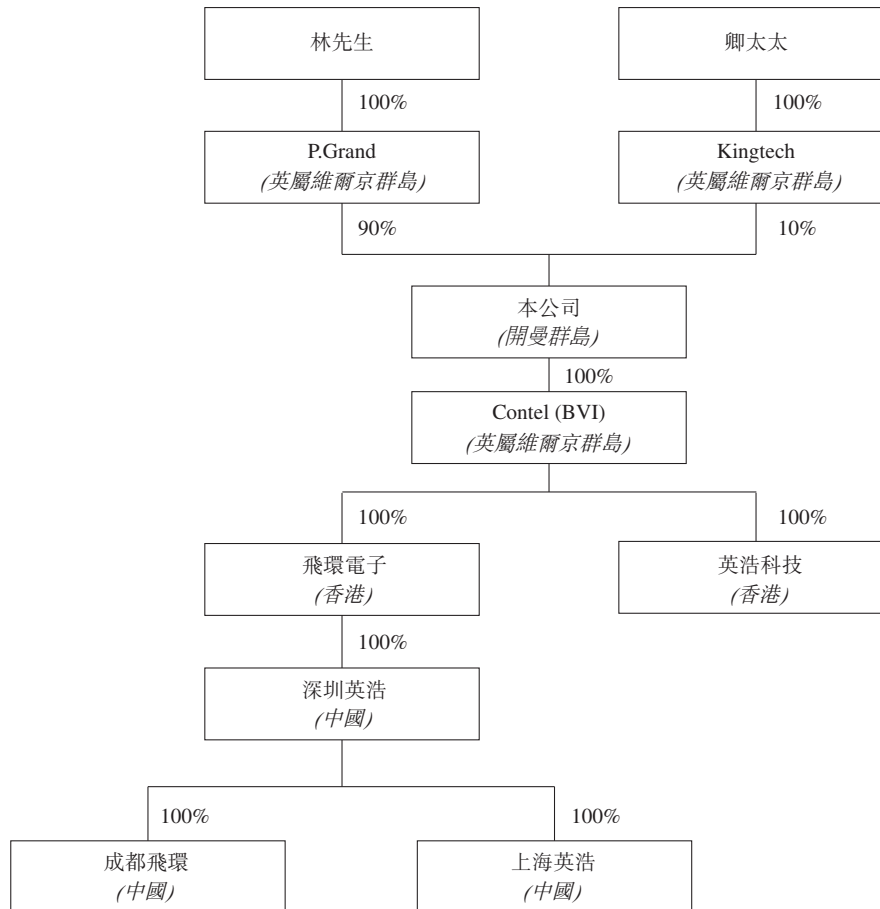 林先生
卿太太
100%
100%
P.Grand
(英屬維爾京群島)
Kingtech
(英屬維爾京群島)
90%
10%
本公司
(開曼群島)
100%
Contel (BVI)
(英屬維爾京群島)
100%
100%
飛環電子
(香港)
英浩科技
(香港)
100%
深圳英浩
(中國)
100%
100%
成都飛環
(中國)
上海英浩
(中國)